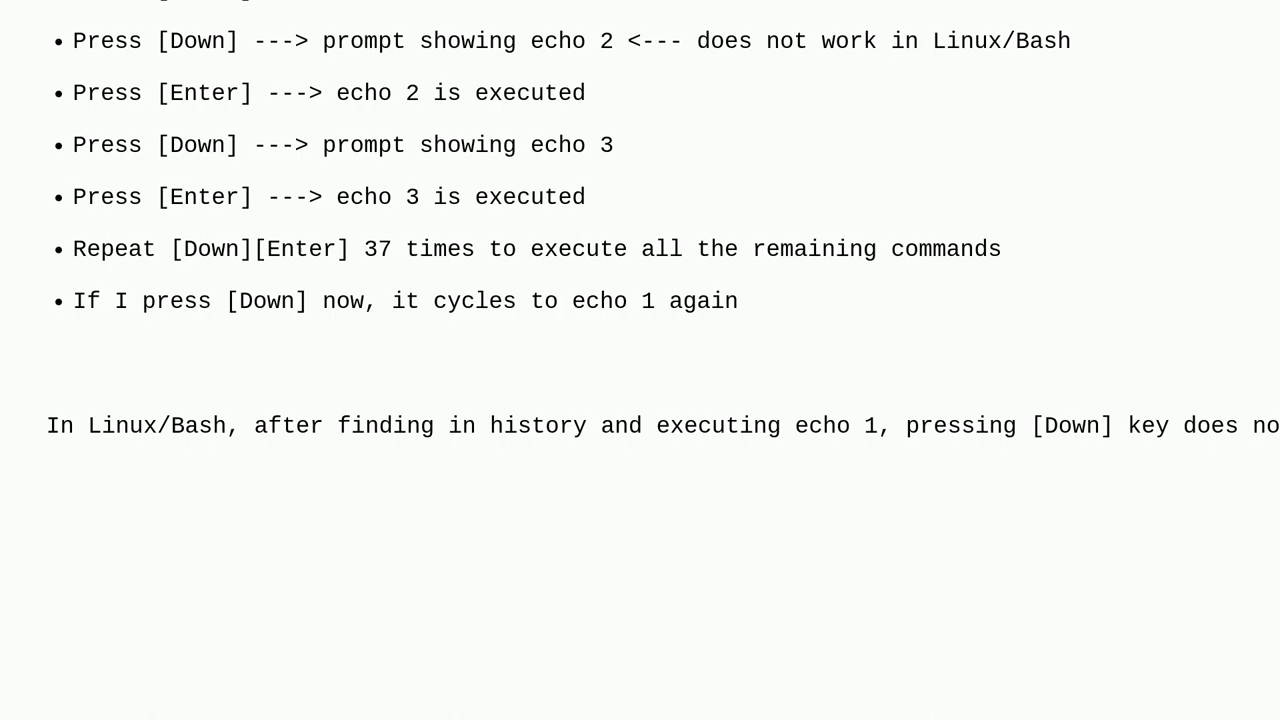 • Press [Down] ---> prompt showing echo 2 <--- does not work in Linux/Bash
• Press [Enter] ---> echo 2 is executed
• Press [Down] ---> prompt showing echo 3
• Press [Enter] ---> echo 3 is executed
• Repeat [Down][Enter] 37 times to execute all the remaining commands
• If I press [Down] now, it cycles to echo 1 again
In Linux/Bash, after finding in history and executing echo 1, pressing [Down] key does